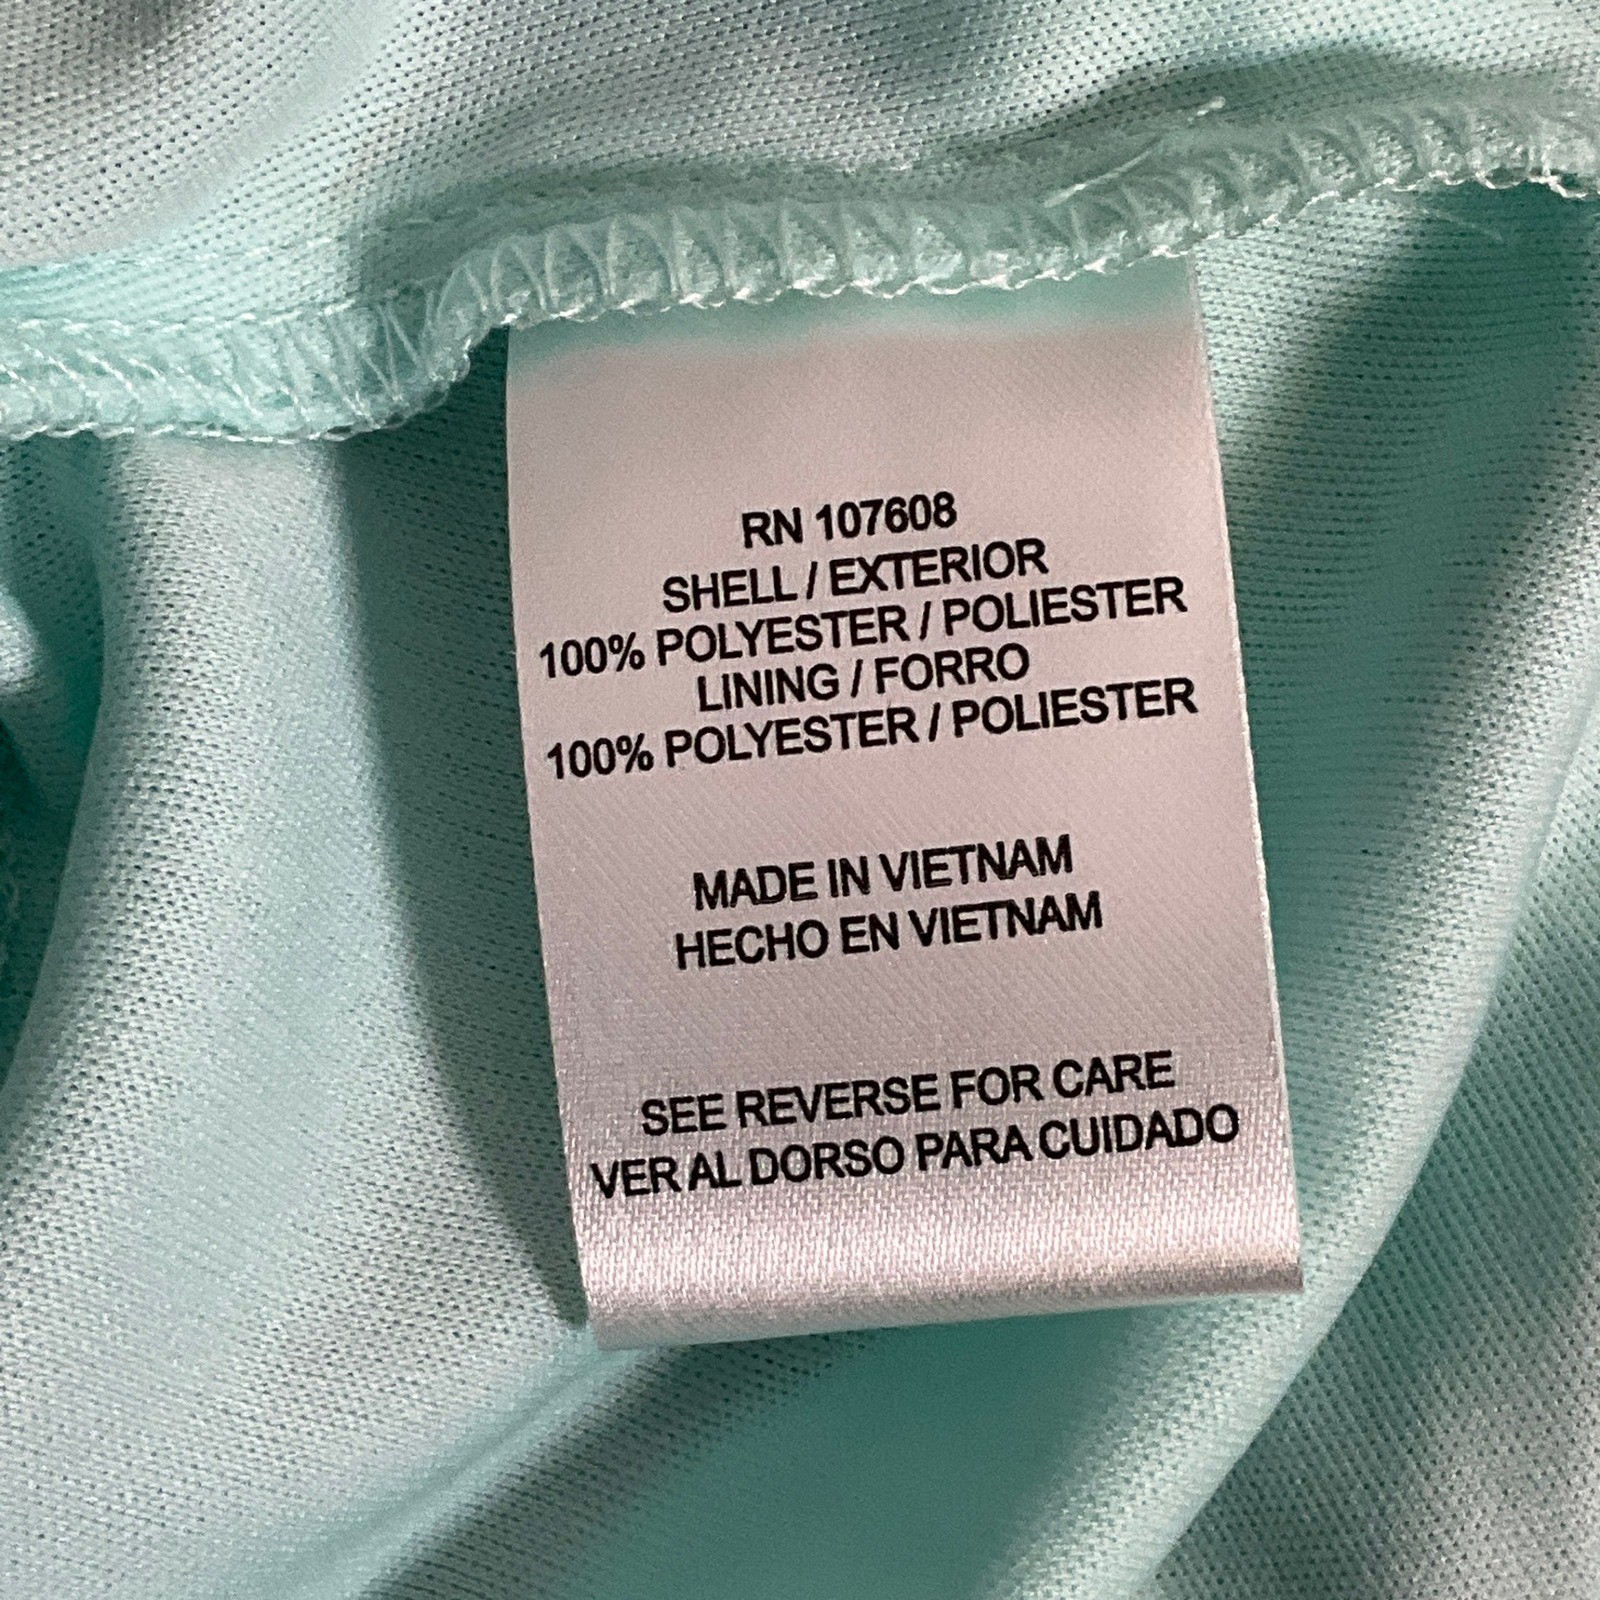 RN 107608
SHELL / EXTERIOR
100% POLYESTER / POLIESTER
LINING / FORRO
100% POLYESTER / POLIESTER
MADE IN VIETNAM
HECHO EN VIETNAM
SEE REVERSE FOR CARE
VER AL DORSO PARA CUIDADO